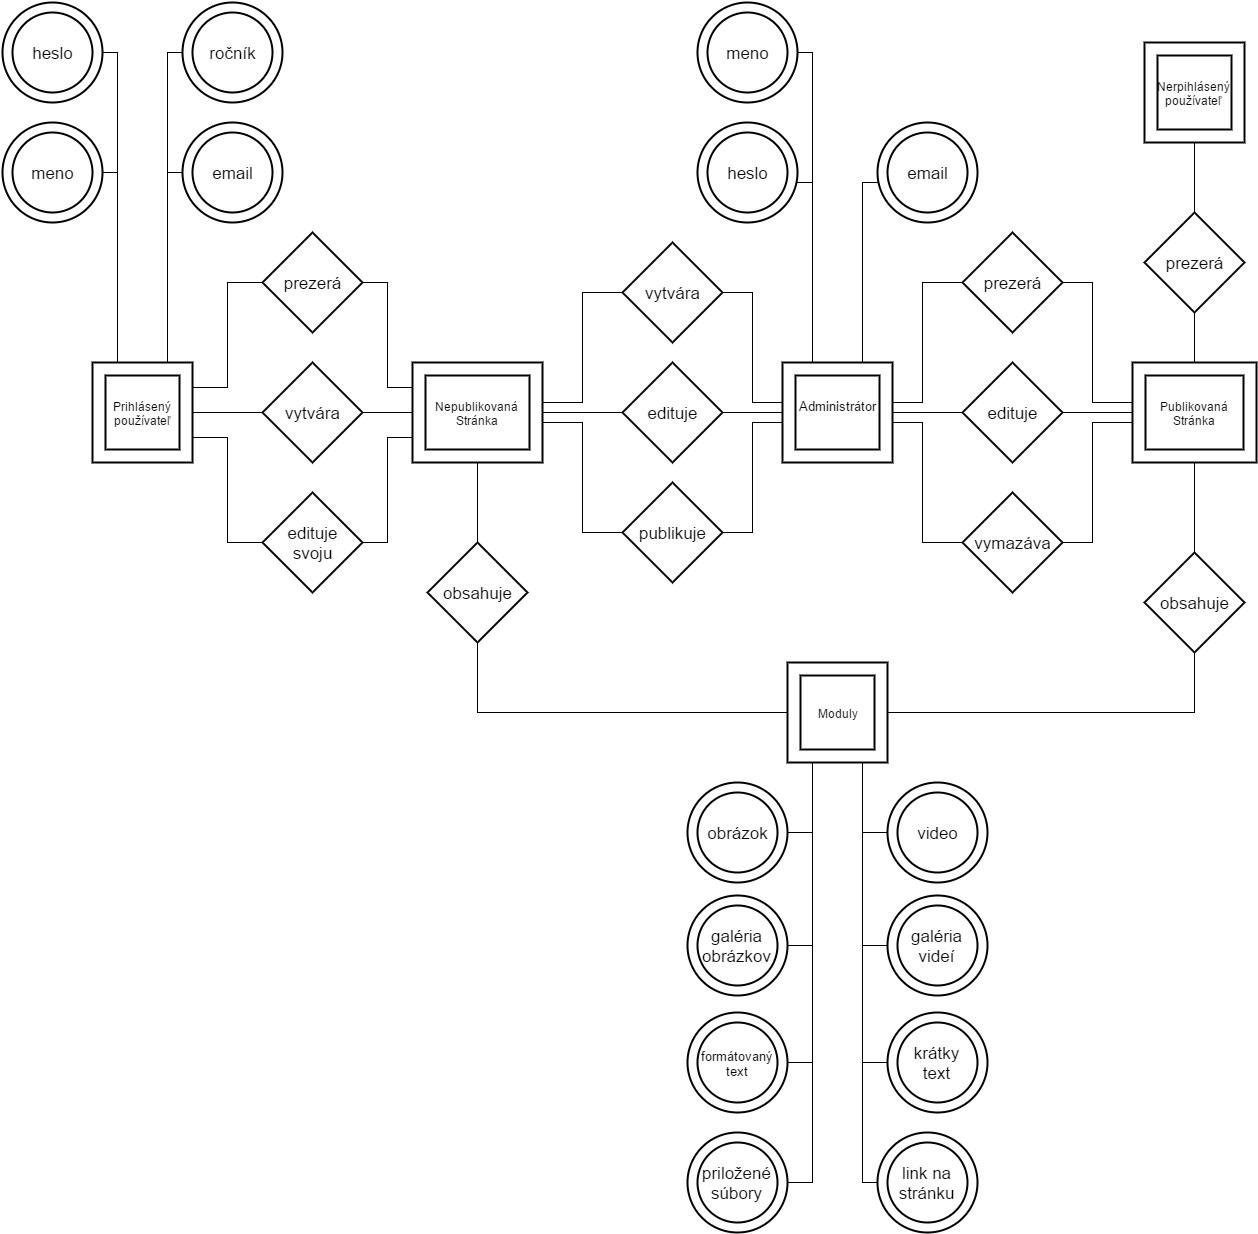 heslo
ročník
meno
Nerpihlásený
používateľ
meno
email
heslo
email
prezerá
vytvára
prezerá
prezerá
Prihlásený
používateľ
vytvára
Nepublikovaná
Stránka
edituje
Administrátor
edituje
Publikovaná
Stránka
edituje
svoju
publikuje
vymazáva
obsahuje
obsahuje
Moduly
obrázok
video
galéria
obrázkov
galéria
videí
formátovaný
text
krátky
text
priložené
súbory
link na
stránku